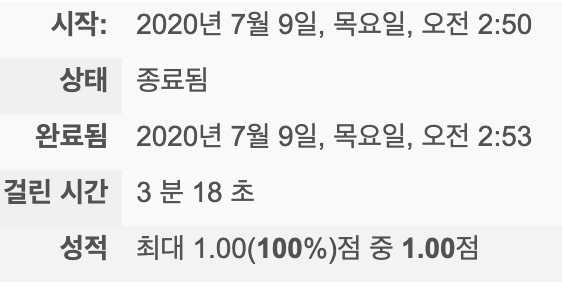 시작: 2020년 7월 9일, 목요일, 오전 2:50
상태 종료됨
완료됨 2020년 7월 9일, 목요일, 오전 2:53
걸린 시간 3 분 18 초
성적 최대 1.00(100%)점 중 1.00점